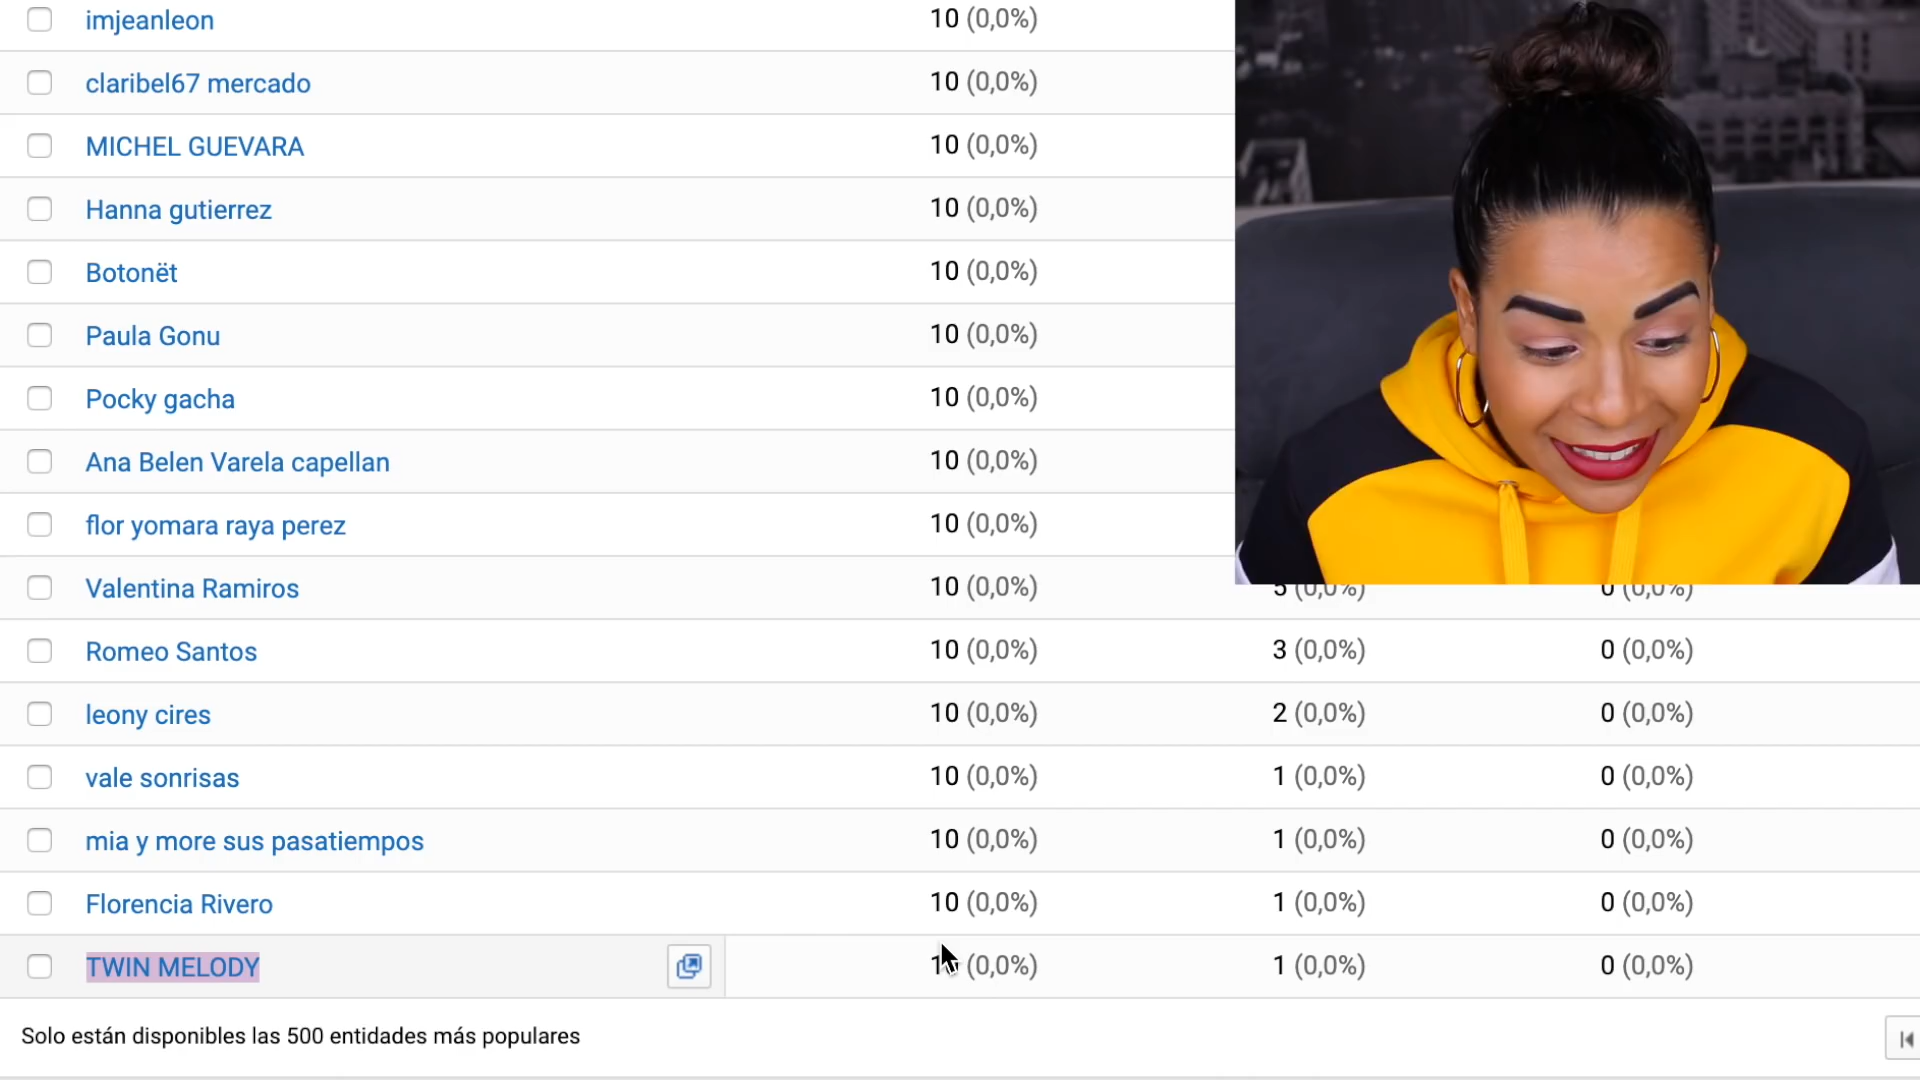 imjeanleon 10 (0,0%)
claribel67 mercado 10 (0,0%)
MICHEL GUEVARA 10 (0,0%)
Hanna gutierrez 10 (0,0%)
Botonët 10 (0,0%)
Paula Gonu 10 (0,0%)
Pocky gacha 10 (0,0%)
Ana Belen Varela capellan 10 (0,0%)
flor yomara raya perez 10 (0,0%)
Valentina Ramiros 10 (0,0%) 5 (0,0%) 0 (0,0%)
Romeo Santos 10 (0,0%) 3 (0,0%) 0 (0,0%)
leony cires 10 (0,0%) 2 (0,0%) 0 (0,0%)
vale sonrisas 10 (0,0%) 1 (0,0%) 0 (0,0%)
mia y more sus pasatiempos 10 (0,0%) 1 (0,0%) 0 (0,0%)
Florencia Rivero 10 (0,0%) 1 (0,0%) 0 (0,0%)
TWIN MELODY (0,0%) 1 (0,0%) 0 (0,0%)
Solo están disponibles las 500 entidades más populares